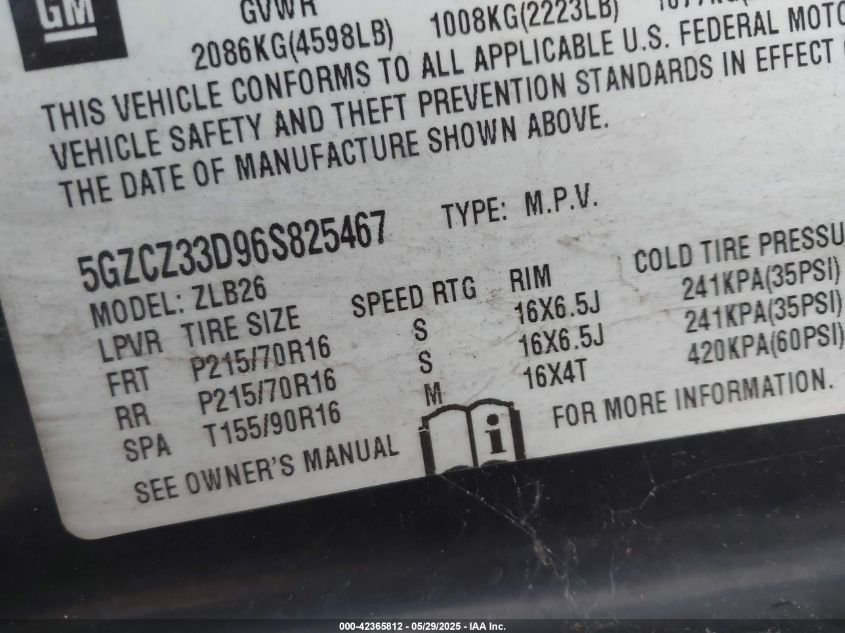 GM
GVWR
2086KG(4598LB) 1008KG(2223LB)
THIS VEHICLE CONFORMS TO ALL APPLICABLE U.S. FEDERAL MOTO
VEHICLE SAFETY AND THEFT PREVENTION STANDARDS IN EFFECT
THE DATE OF MANUFACTURE SHOWN ABOVE.
5GZCZ33D96S825467 TYPE: M.P.V.
MODEL: ZLB26
LPVR TIRE SIZE SPEED RTG RIM COLD TIRE PRESSU
FRT P215/70R16 S 16X6.5J 241KPA(35PSI)
RR P215/70R16 S 16X6.5J 241KPA(35PSI)
SPA T155/90R16 M 16X4T 420KPA(60PSI)
SEE OWNER'S MANUAL i FOR MORE INFORMATION.
000-42365812 - 05/29/2025 - IAA Inc.